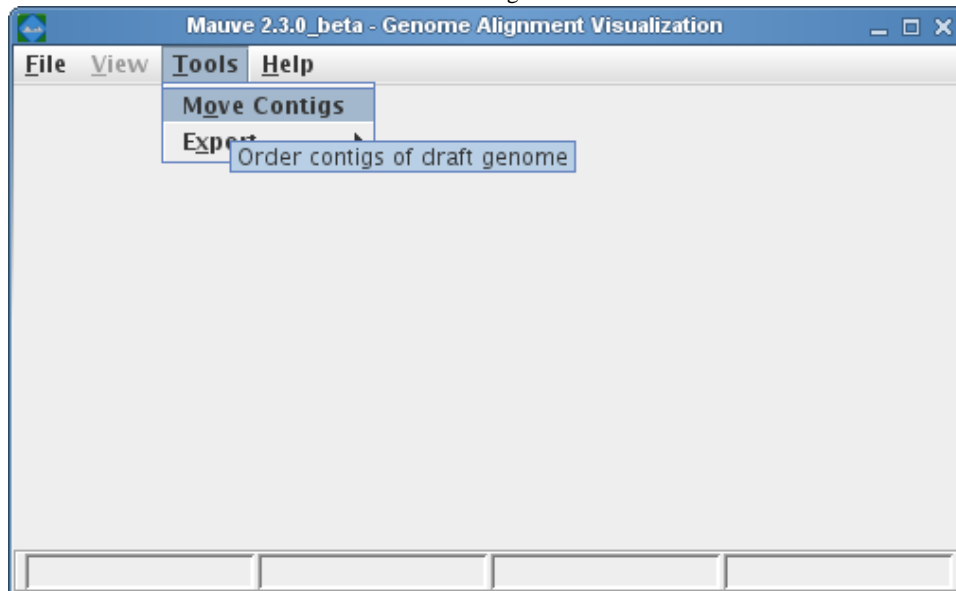 Mauve 2.3.0_beta - Genome Alignment Visualization
File View Tools Help
Move Contigs
Order contigs of draft genome